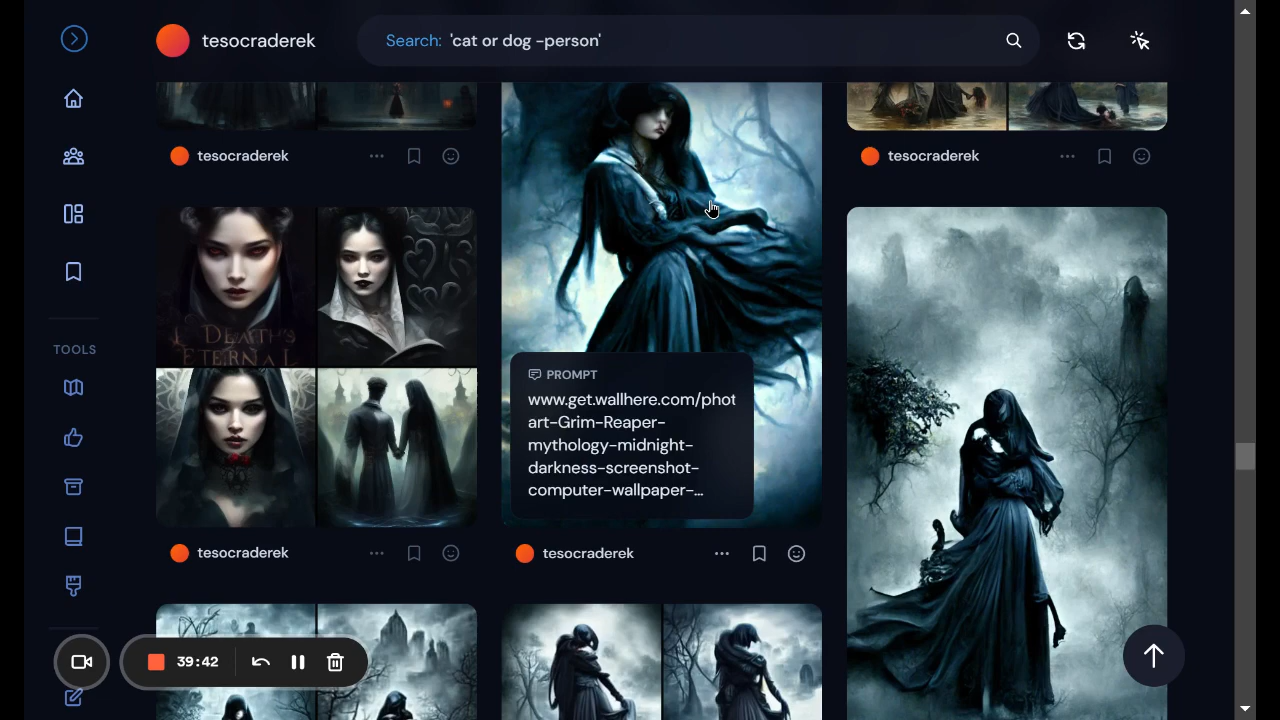 tesocraderek
Search: 'cat or dog -person'
tesocraderek
tesocraderek
TOOLS
DEATH'S
ETERNAL
PROMPT
www.get.wallhere.com/phot
art-Grim-Reaper-
mythology-midnight-
darkness-screenshot-
computer-wallpaper-...
tesocraderek
tesocraderek
39:42